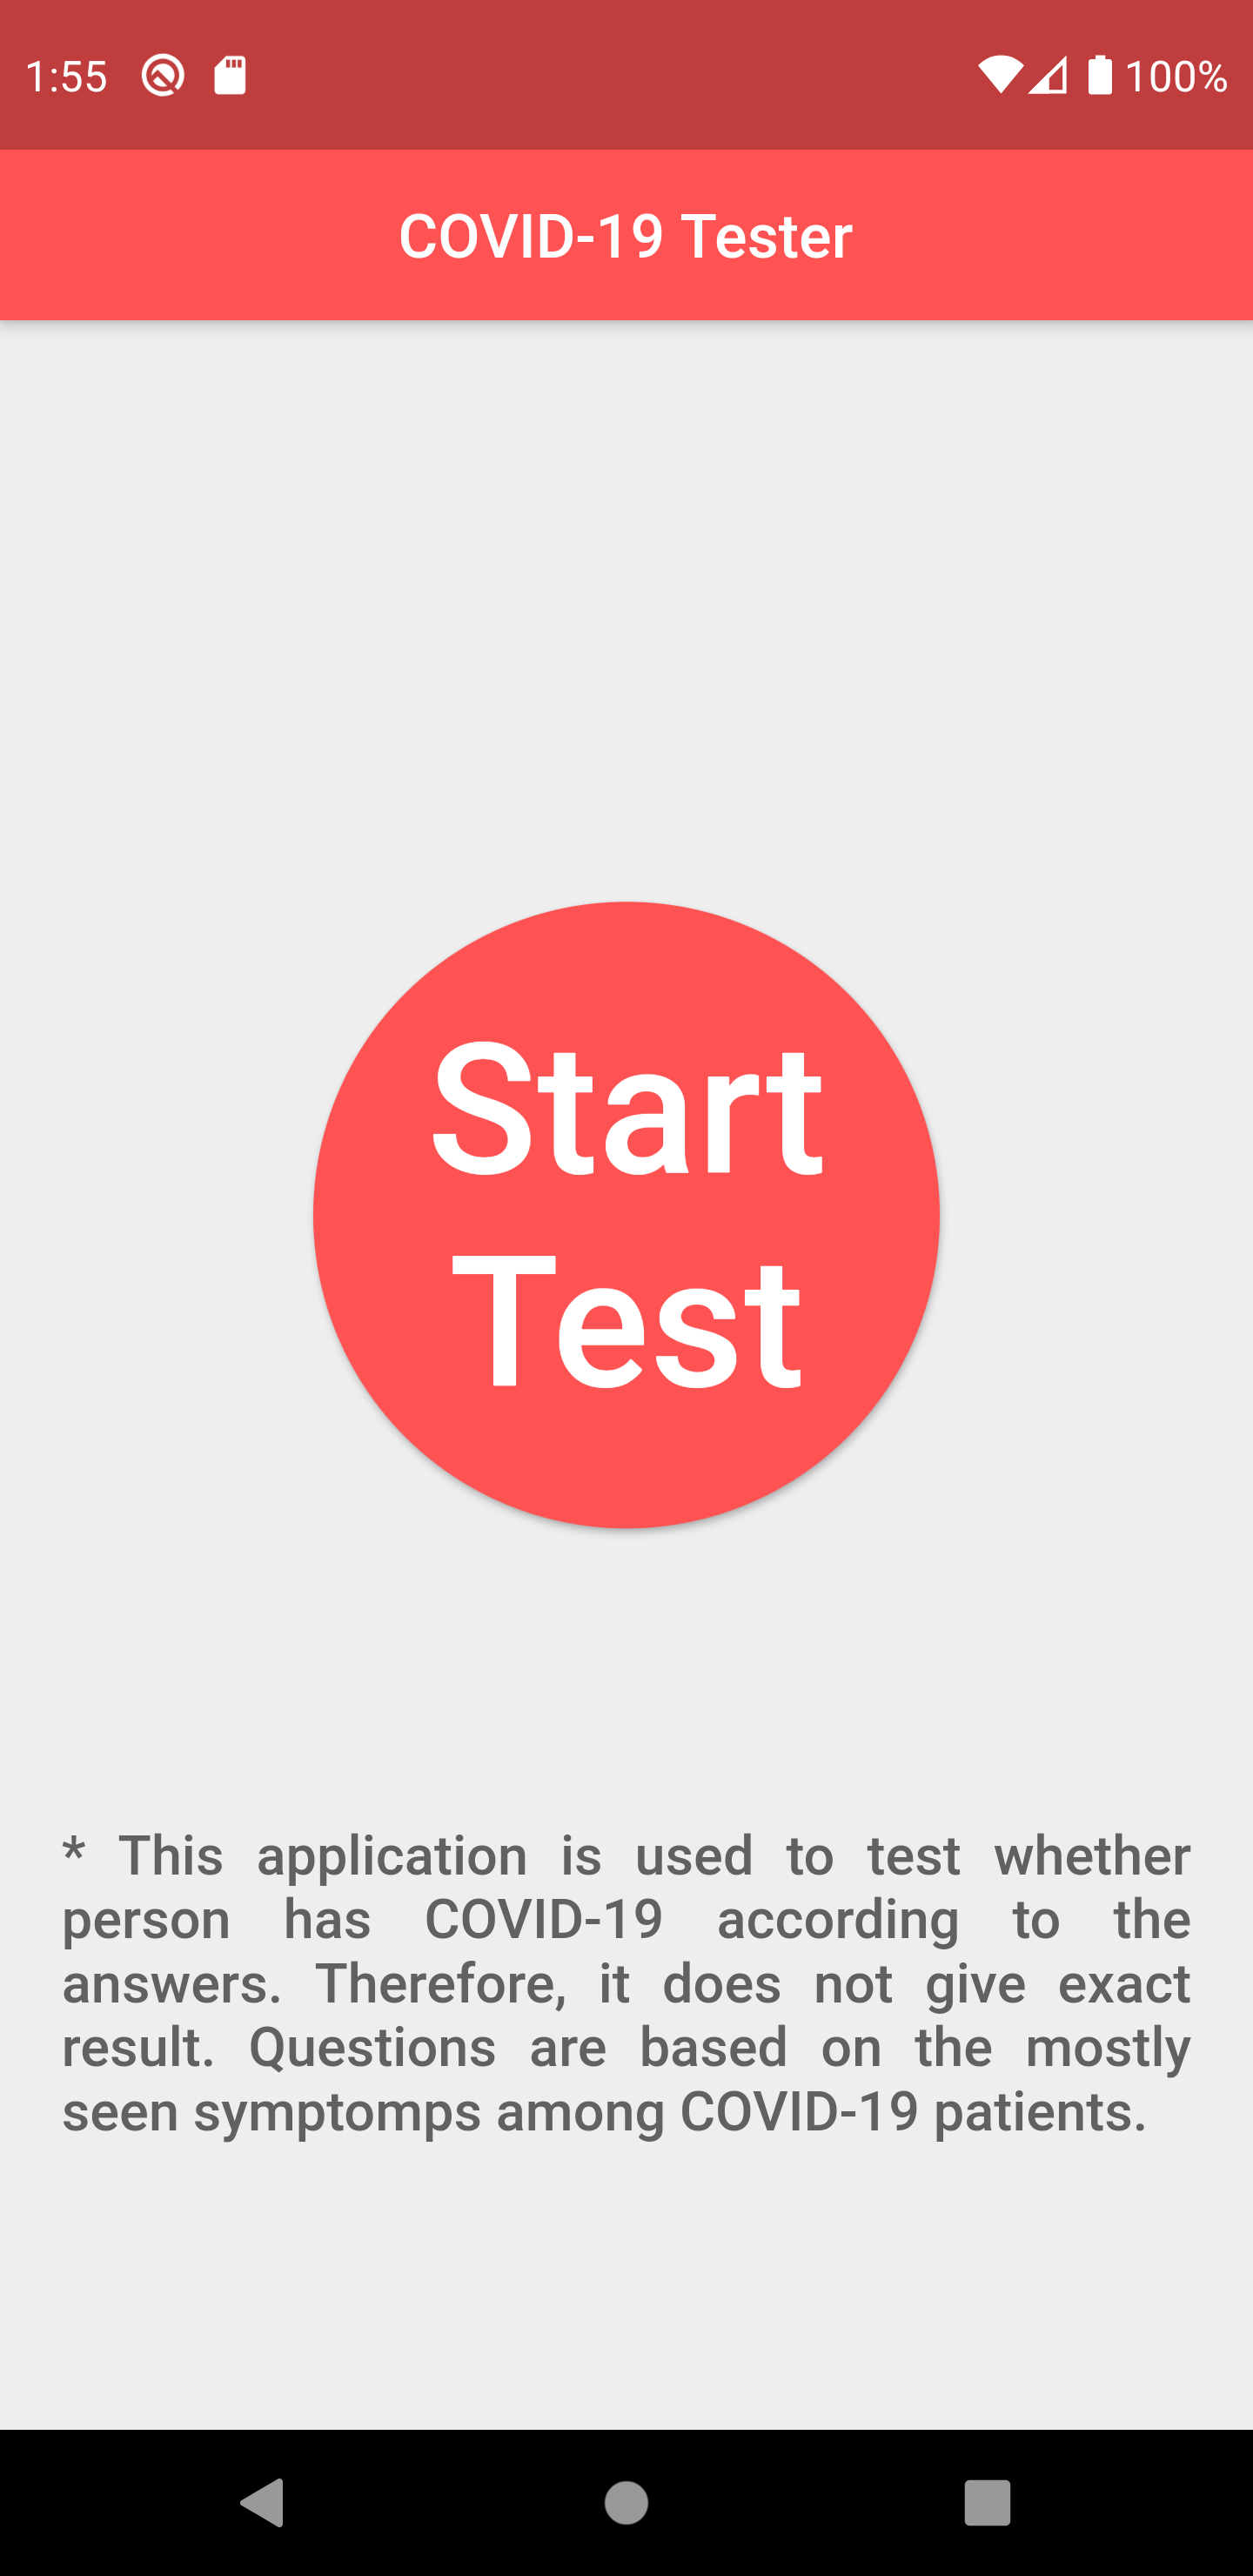 1:55 100%
COVID-19 Tester
Start
Test
* This application is used to test whether
person has COVID-19 according to the
answers. Therefore, it does not give exact
result. Questions are based on the mostly
seen symptomps among COVID-19 patients.